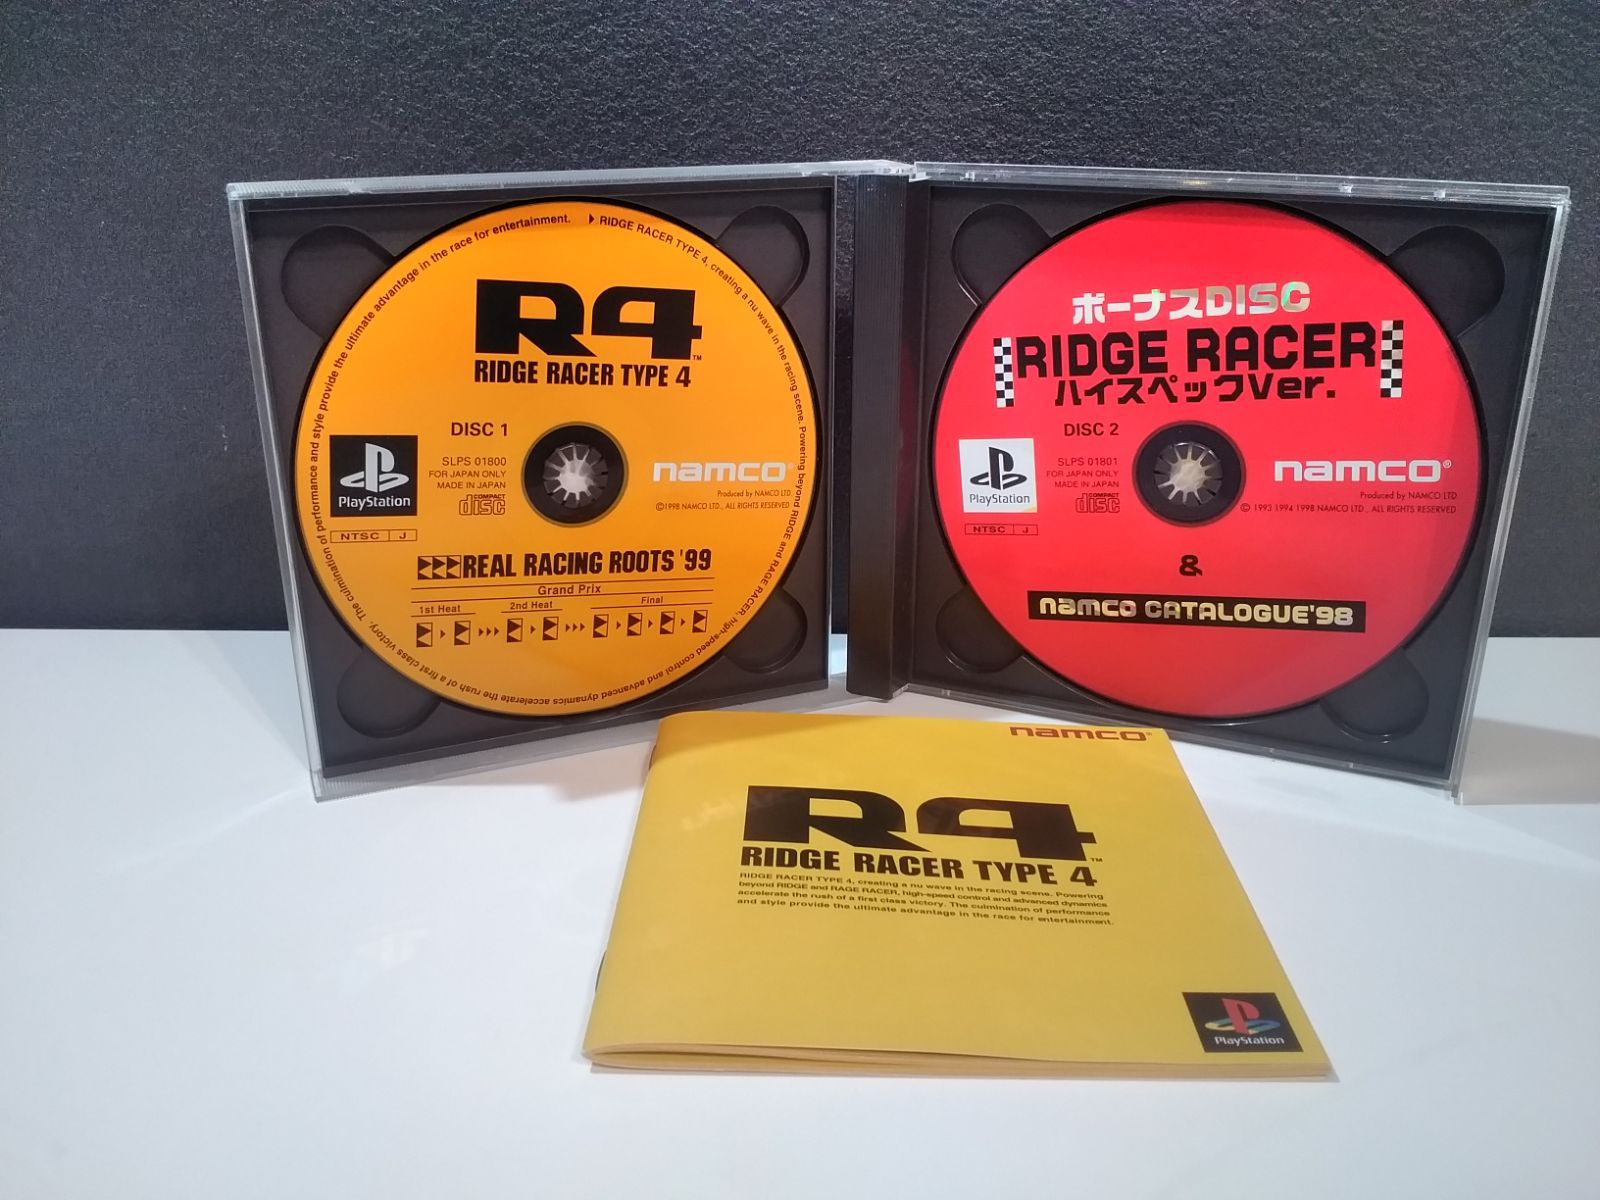 RIDGE RACER TYPE 4, creating a nu wave in the racing scene. Powering beyond RIDGE and RAGE RACER, high-speed control and advanced dynamics accelerate the rush of a first class victory. The culmination of performance and style provide the ultimate advantage in the race for entertainment.
R4™
RIDGE RACER TYPE 4
DISC 1
SLPS 01800
FOR JAPAN ONLY
MADE IN JAPAN
COMPACT
disc
PlayStation
NTSC J
namco®
Produced by NAMCO LTD.
©1998 NAMCO LTD., ALL RIGHTS RESERVED
REAL RACING ROOTS '99
Grand Prix
1st Heat 2nd Heat Final
ボーナスDISC
RIDGE RACER
ハイスペックVer.
DISC 2
SLPS 01801
FOR JAPAN ONLY
MADE IN JAPAN
COMPACT
disc
PlayStation
NTSC J
namco®
Produced by NAMCO LTD.
© 1993 1994 1998 NAMCO LTD., ALL RIGHTS RESERVED
&
namco CATALOGUE'98
namco®
R4™
RIDGE RACER TYPE 4
RIDGE RACER TYPE 4, creating a nu wave in the racing scene. Powering
beyond RIDGE and RAGE RACER, high-speed control and advanced dynamics
accelerate the rush of a first class victory. The culmination of performance
and style provide the ultimate advantage in the race for entertainment.
PlayStation